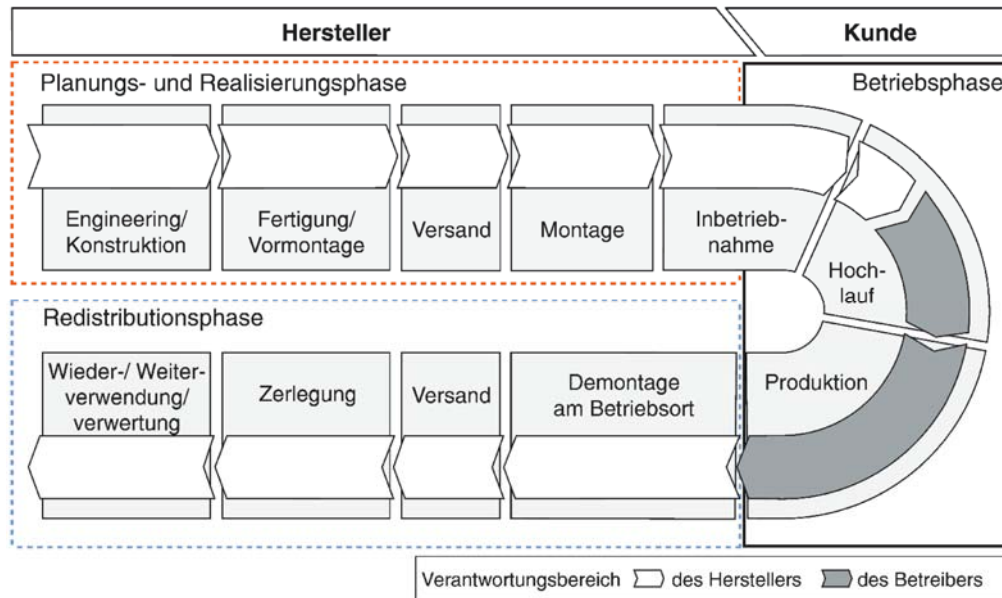 Hersteller
Kunde
Planungs- und Realisierungsphase
Betriebsphase
Engineering/
Konstruktion
Fertigung/
Vormontage
Versand
Montage
Inbetrieb-
nahme
Hoch-
lauf
Redistributionsphase
Wieder-/ Weiter-
verwendung/
verwertung
Zerlegung
Versand
Demontage
am Betriebsort
Produktion
Verantwortungsbereich
des Herstellers
des Betreibers